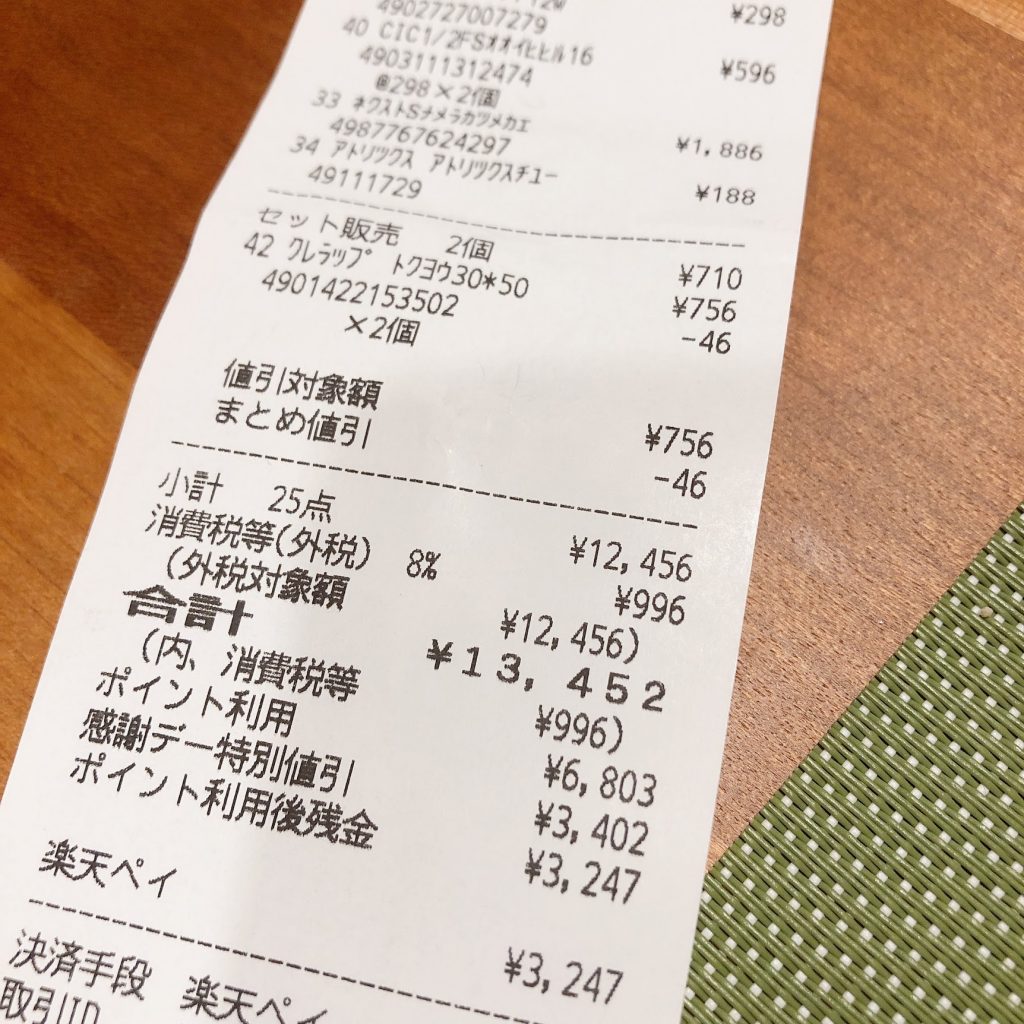 4902727007279 ¥298
40 CIC1/2FSオオイヒヒル16
4903111312474 ¥596
@298×2個
33 ネクストSナメラカツメカエ
4987767624297 ¥1,886
34 アトリツクス アトリツクスチユー
49111729 ¥188
セット販売 2個 ¥710
42 クレラップ トクヨウ30*50 ¥756
4901422153502 -46
×2個
値引対象額 ¥756
まとめ値引 -46
小計 25点 ¥12,456
消費税等(外税) 8% ¥996
(外税対象額 ¥12,456)
合計 ¥13,452
(内、消費税等 ¥996)
ポイント利用 ¥6,803
感謝デー特別値引 ¥3,402
ポイント利用後残金 ¥3,247
楽天ペイ ¥3,247
決済手段 楽天ペイ
取引ID